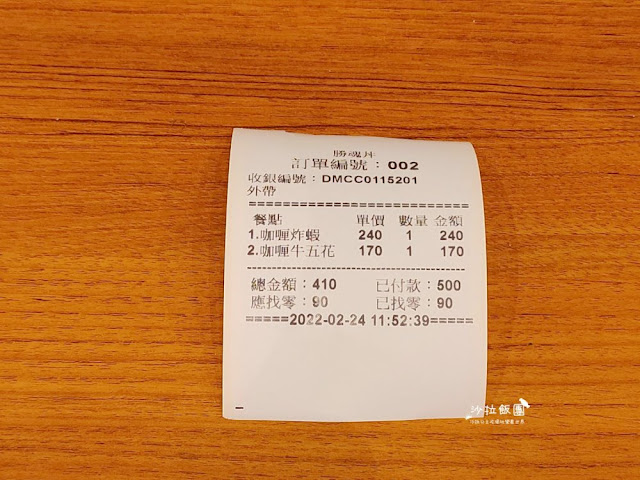 勝魂丼
訂單編號：002
收銀編號：DMCC0115201
外帶
===================================
餐點 單價 數量 金額
1.咖喱炸蝦 240 1 240
2.咖喱牛五花 170 1 170
-----------------------------------
總金額：410 已付款：500
應找零：90 已找零：90
=====2022-02-24 11:52:39=====
沙拉飯團